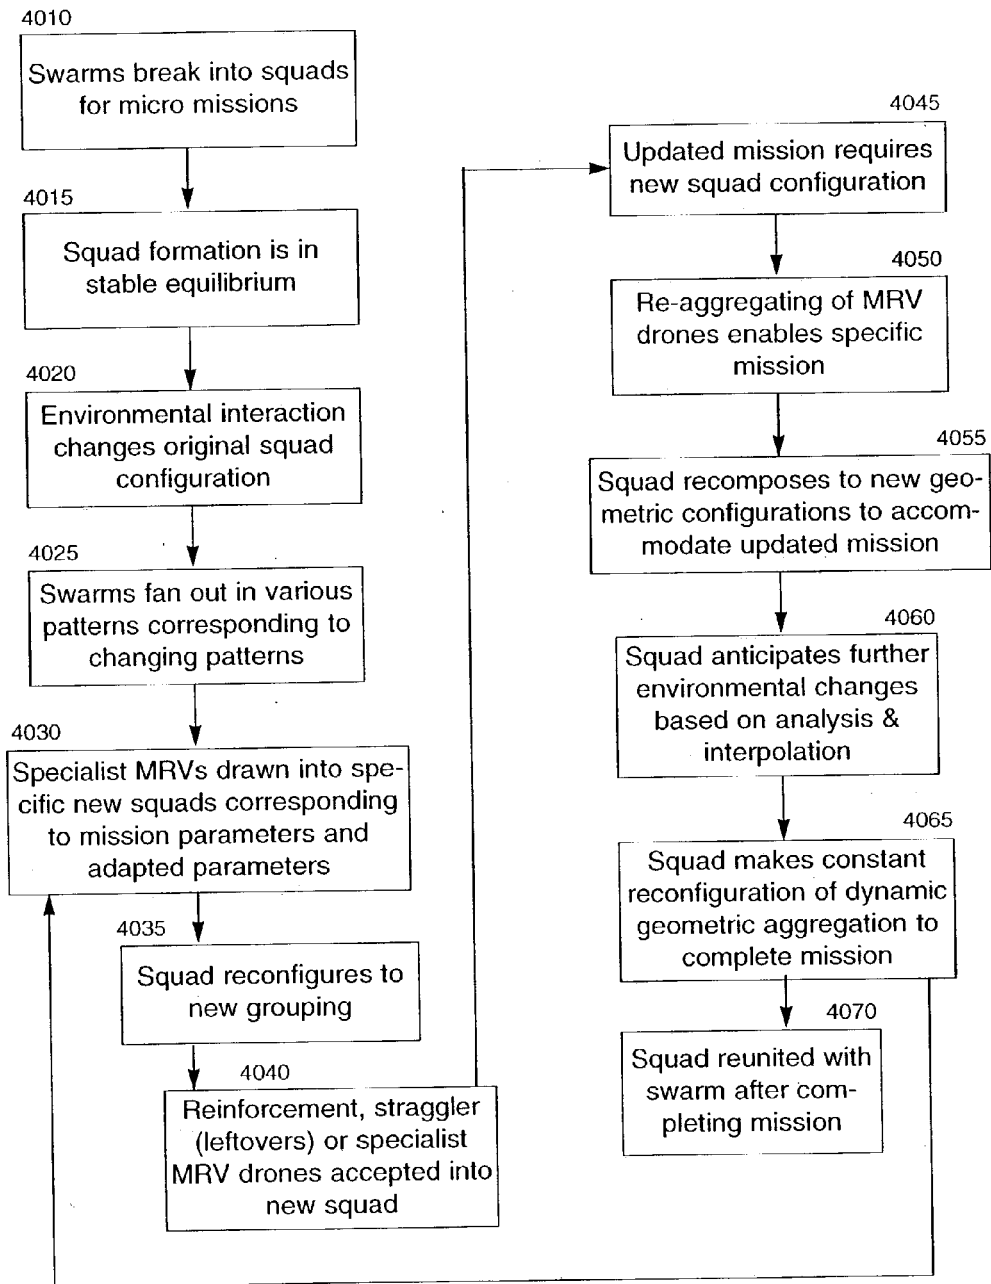 4010
Swarms break into squads
for micro missions
4015
Squad formation is in
stable equilibrium
4020
Environmental interaction
changes original squad
configuration
4025
Swarms fan out in various
patterns corresponding to
changing patterns
4030
Specialist MRVs drawn into spe-
cific new squads corresponding
to mission parameters and
adapted parameters
4035
Squad reconfigures to
new grouping
4040
Reinforcement, straggler
(leftovers) or specialist
MRV drones accepted into
new squad
4045
Updated mission requires
new squad configuration
4050
Re-aggregating of MRV
drones enables specific
mission
4055
Squad recomposes to new geo-
metric configurations to accom-
modate updated mission
4060
Squad anticipates further
environmental changes
based on analysis &
interpolation
4065
Squad makes constant
reconfiguration of dynamic
geometric aggregation to
complete mission
4070
Squad reunited with
swarm after com-
pleting mission